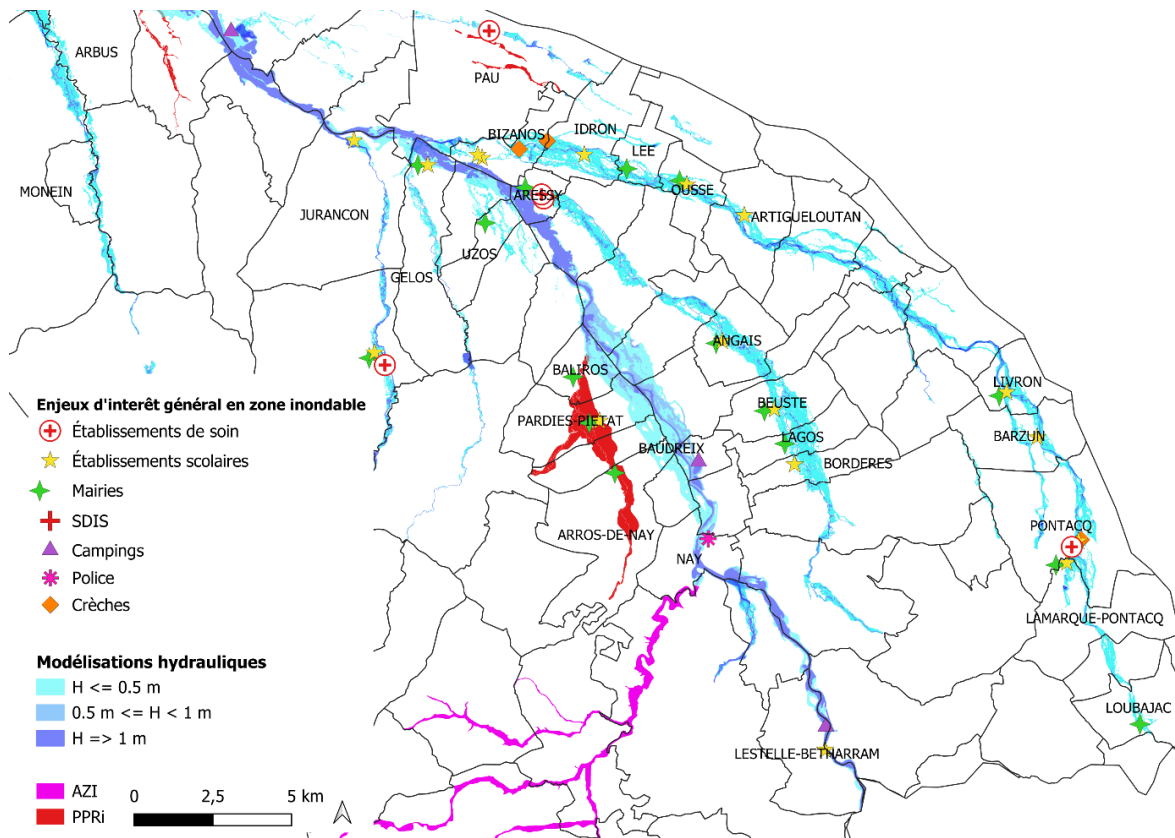 ARBUS
PAU
BIZANOS
IDRON
LEE
MONEIN
OUSSE
ARESSY
JURANCON
ARTIGUELOUTAN
UZOS
GELOS
ANGAIS
BALIROS
LIVRON
Enjeux d'interêt général en zone inondable
Établissements de soin
Établissements scolaires
Mairies
SDIS
Campings
Police
Crèches
BEUSTE
PARDIES-PIETAT
LAGOS
BARZUN
BAUDREIX
BORDERES
PONTACQ
ARROS-DE-NAY
NAY
LAMARQUE-PONTACQ
Modélisations hydrauliques
H <= 0.5 m
0.5 m <= H < 1 m
H => 1 m
LOUBAJAC
LESTELLE-BETHARRAM
AZI
PPRi
0 2,5 5 km